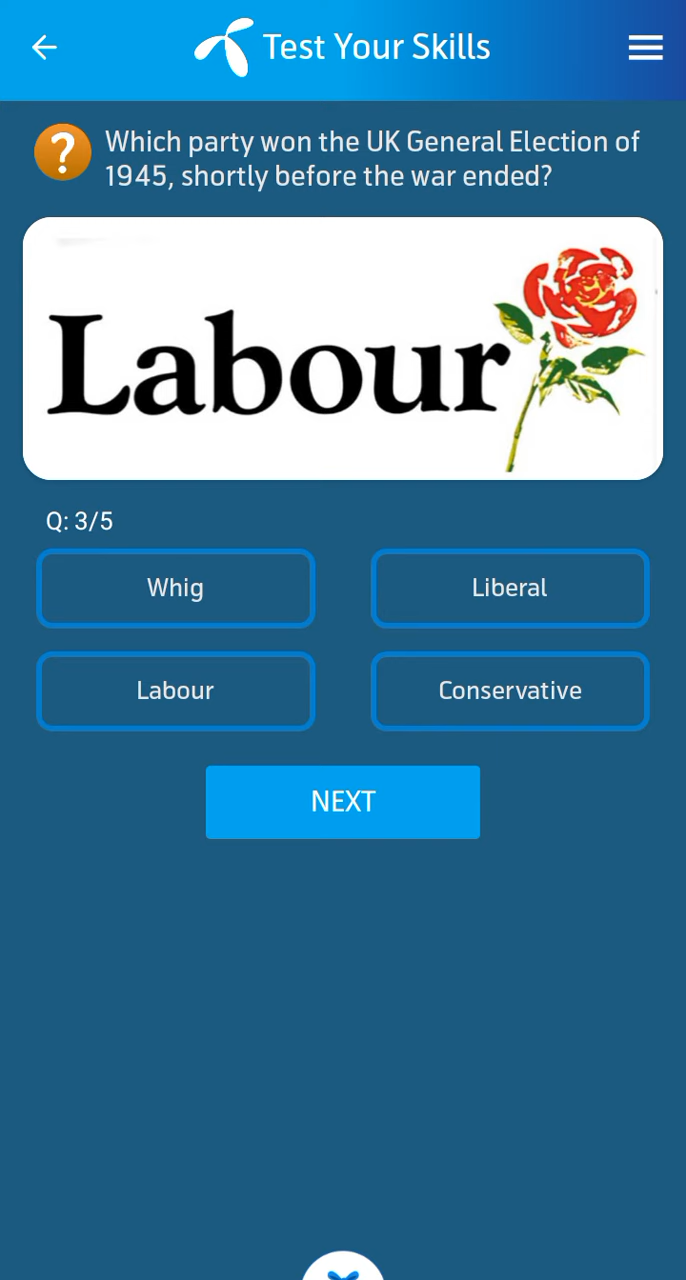 Test Your Skills
Which party won the UK General Election of
1945, shortly before the war ended?
Labour
Q: 3/5
Whig
Liberal
Labour
Conservative
NEXT